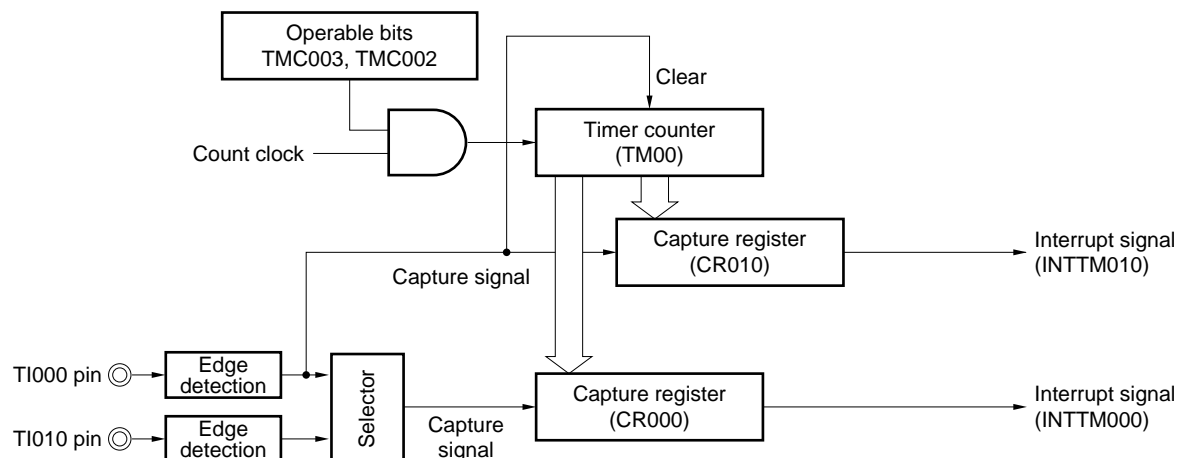 Operable bits
TMC003, TMC002
Clear
Timer counter
(TM00)
Count clock
Capture register
(CR010)
Interrupt signal
(INTTM010)
Capture signal
TI000 pin
Edge
detection
Selector
Capture register
(CR000)
Interrupt signal
(INTTM000)
TI010 pin
Edge
detection
Capture
signal